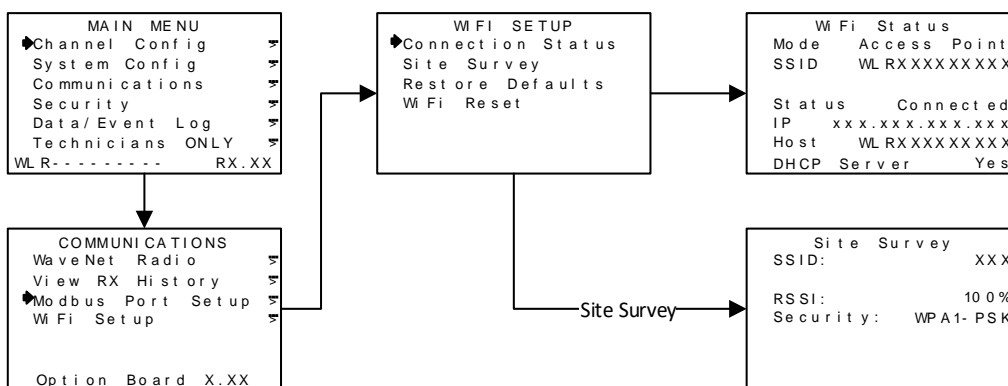 MAIN MENU
Channel Config
System Config
Communications
Security
Data/Event Log
Technicians ONLY
WLR--------- RX.XX
COMMUNICATIONS
WaveNet Radio
View RX History
Modbus Port Setup
WiFi Setup
Option Board X.XX
WIFI SETUP
Connection Status
Site Survey
Restore Defaults
WiFi Reset
Site Survey
WiFi Status
Mode Access Point
SSID WLRXXXXXXXXX
Status Connected
IP xxx.xxx.xxx.xxx
Host WLRXXXXXXXXX
DHCP Server Yes
Site Survey
SSID: XXX
RSSI: 100%
Security: WPA1-PSK